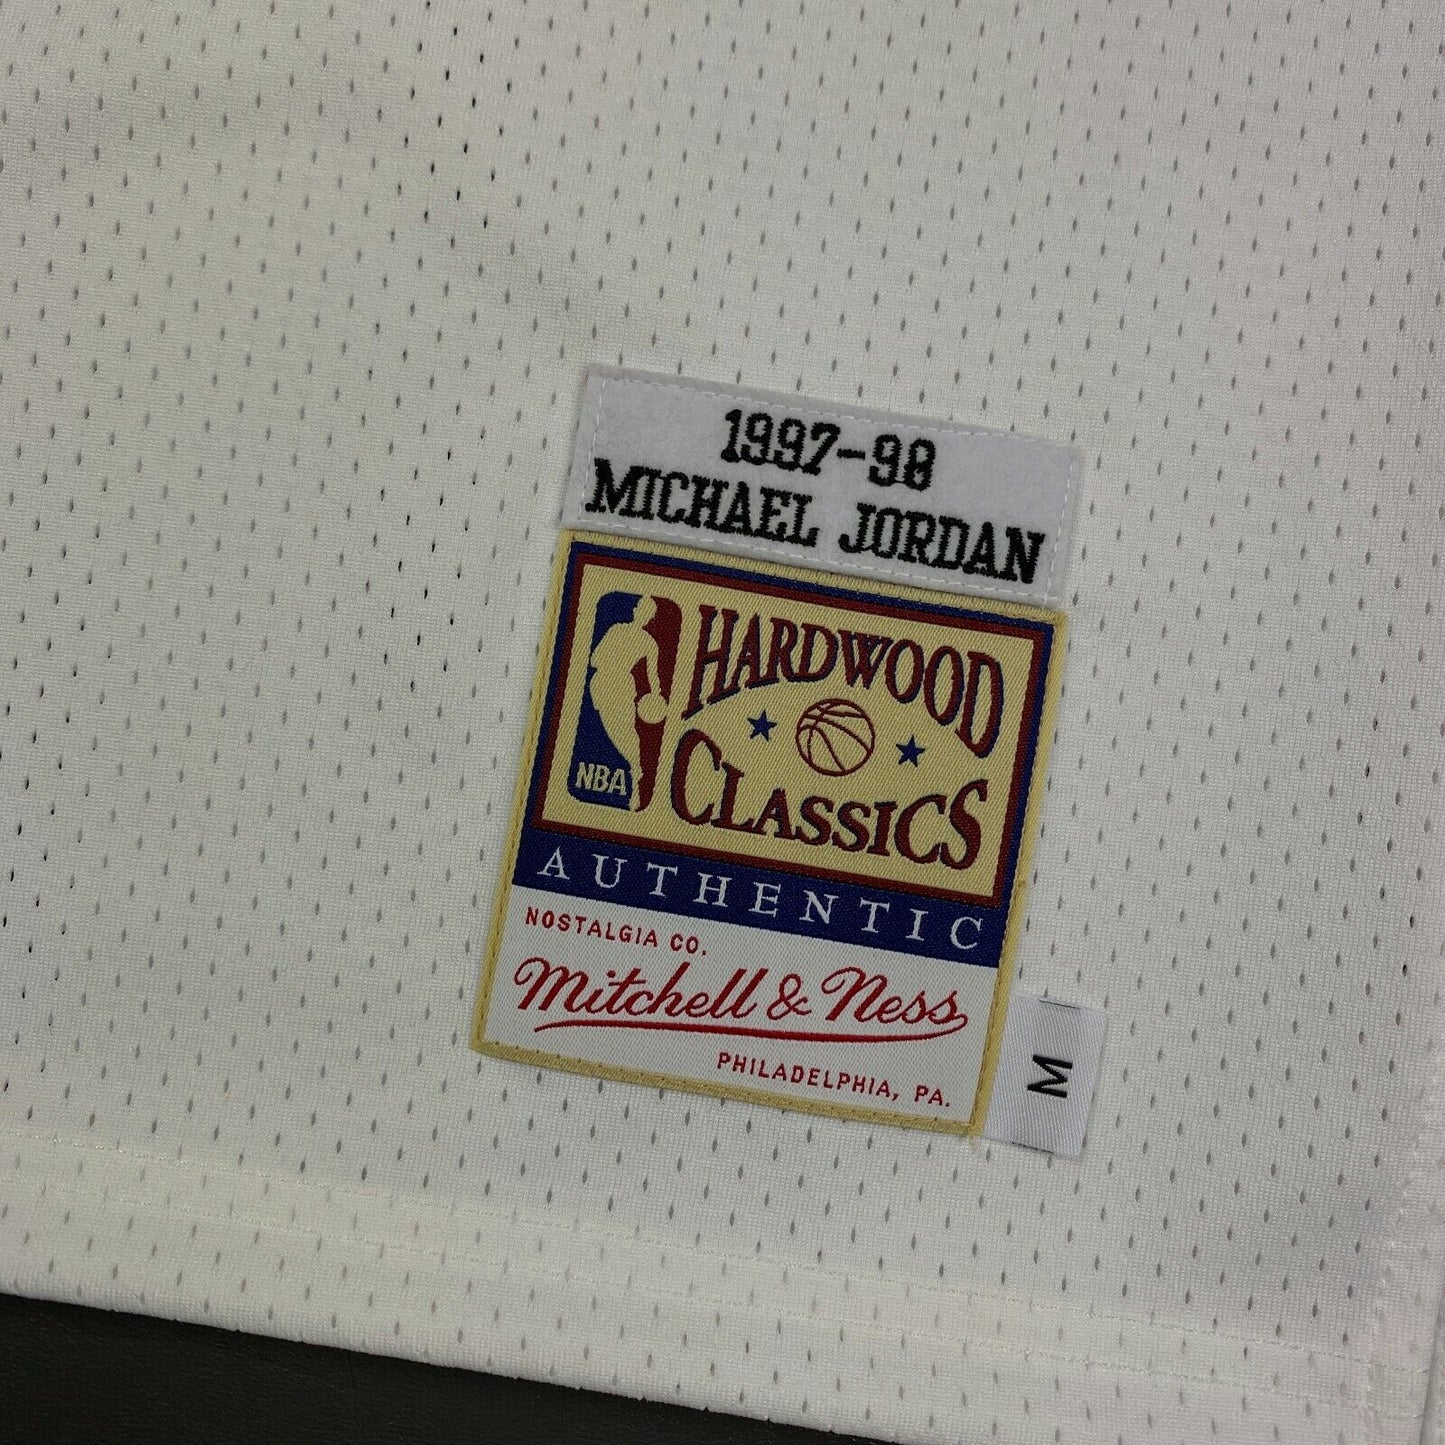 1997-98
MICHAEL JORDAN
HARDWOOD
CLASSICS
NBA
AUTHENTIC
NOSTALGIA CO.
Mitchell & Ness
PHILADELPHIA, PA.
M